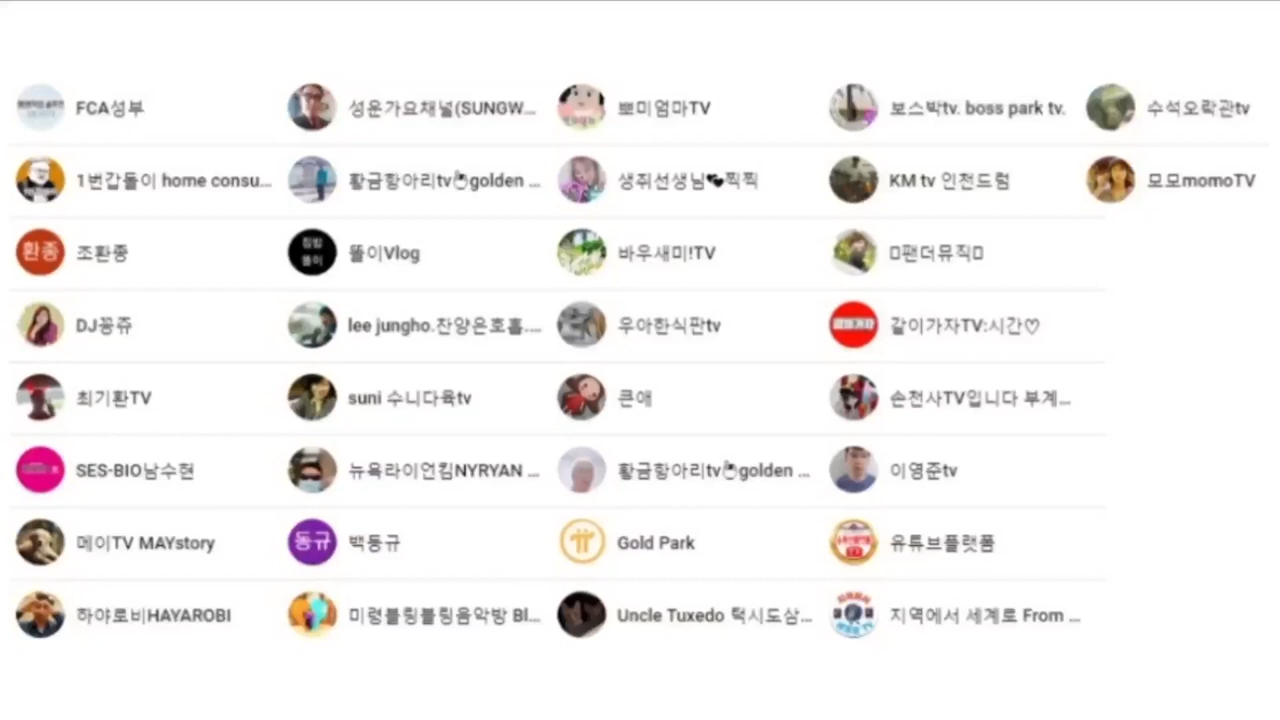 FCA성부
성운가요채널(SUNGW...
뽀미엄마TV
보스박tv. boss park tv.
수석오락관tv
1번갑돌이 home consu...
황금항아리tv🖱golden ...
생쥐선생님💕찍찍
KM tv 인천드럼
모모momoTV
환종
조환종
침밥
똘이
똘이Vlog
바우새미!TV
팬더뮤직
DJ꽁쥬
lee jungho.찬양은호흡....
우아한식판tv
같이가자TV:시간♡
최기환TV
suni 수니다육tv
큰애
손천사TV입니다 부계...
SES-BIO남수현
뉴욕라이언킴NYRYAN ...
황금항아리tv🖱golden ...
이영준tv
메이TV MAYstory
동규
백동규
Gold Park
유튜브플랫폼
하야로비HAYAROBI
미령블링블링음악방 Bl...
Uncle Tuxedo 턱시도삼...
지역에서 세계로 From ...